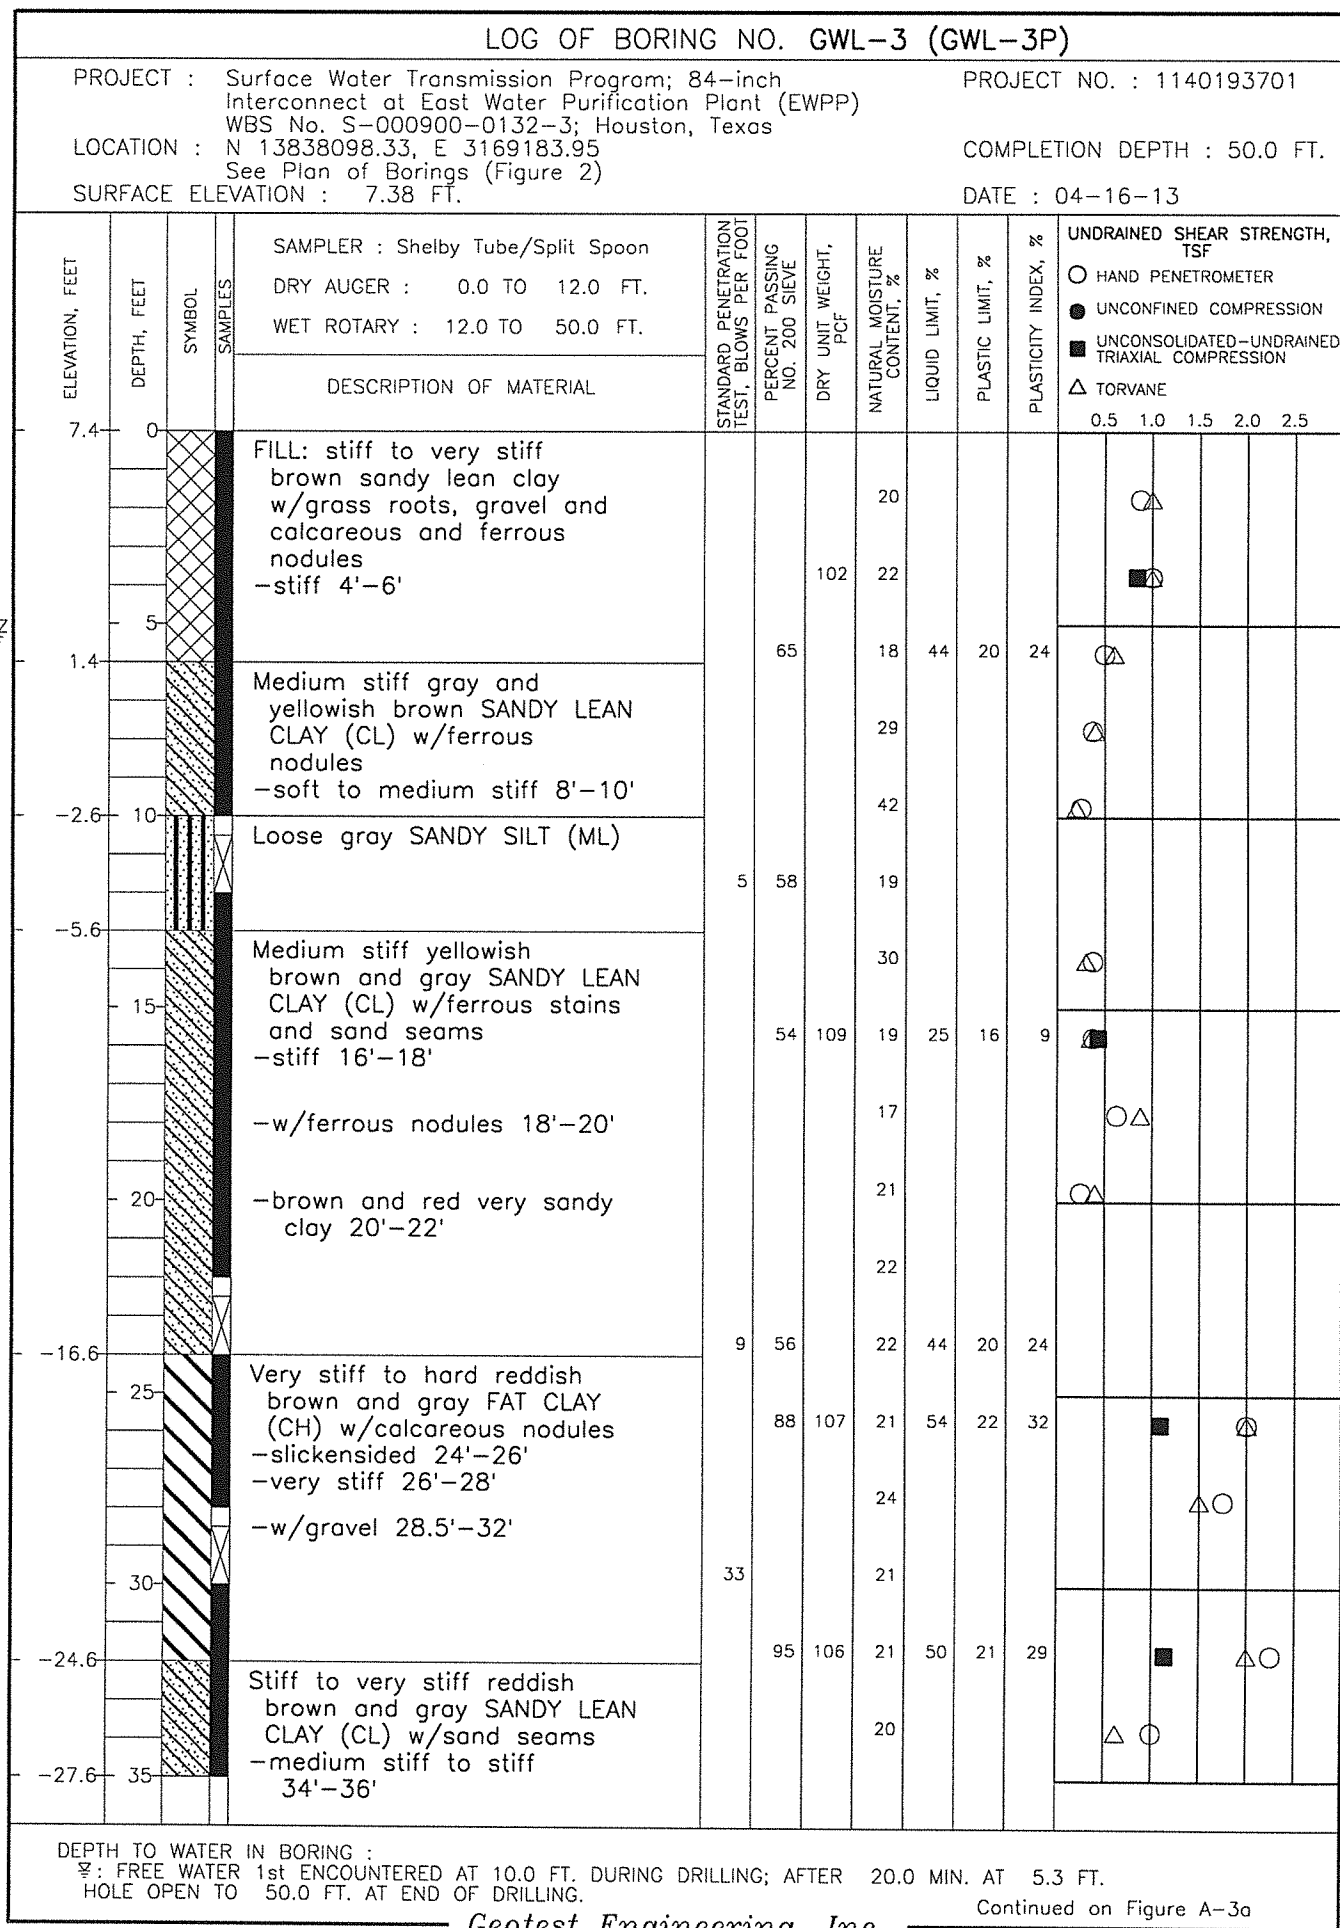 LOG OF BORING NO. GWL-3 (GWL-3P)
PROJECT : Surface Water Transmission Program; 84-inch
Interconnect at East Water Purification Plant (EWPP)
WBS No. S-000900-0132-3; Houston, Texas
PROJECT NO. : 1140193701
LOCATION : N 13838098.33, E 3169183.95
See Plan of Borings (Figure 2)
COMPLETION DEPTH : 50.0 FT.
SURFACE ELEVATION : 7.38 FT.
DATE : 04-16-13
ELEVATION, FEET
DEPTH, FEET
SYMBOL
SAMPLES
SAMPLER : Shelby Tube/Split Spoon
DRY AUGER : 0.0 TO 12.0 FT.
WET ROTARY : 12.0 TO 50.0 FT.
DESCRIPTION OF MATERIAL
STANDARD PENETRATION
TEST, BLOWS PER FOOT
PERCENT PASSING
NO. 200 SIEVE
DRY UNIT WEIGHT,
PCF
NATURAL MOISTURE
CONTENT, %
LIQUID LIMIT, %
PLASTIC LIMIT, %
PLASTICITY INDEX, %
UNDRAINED SHEAR STRENGTH,
TSF
HAND PENETROMETER
UNCONFINED COMPRESSION
UNCONSOLIDATED-UNDRAINED
TRIAXIAL COMPRESSION
TORVANE
0.5 1.0 1.5 2.0 2.5
7.4 0
FILL: stiff to very stiff
brown sandy lean clay
w/grass roots, gravel and
calcareous and ferrous
nodules
-stiff 4'-6'
20
102 22
5
65 18 44 20 24
1.4
Medium stiff gray and
yellowish brown SANDY LEAN
CLAY (CL) w/ferrous
nodules
-soft to medium stiff 8'-10'
29
42
-2.6 10
Loose gray SANDY SILT (ML)
5 58 19
-5.6
Medium stiff yellowish
brown and gray SANDY LEAN
CLAY (CL) w/ferrous stains
and sand seams
-stiff 16'-18'
30
15
54 109 19 25 16 9
-w/ferrous nodules 18'-20'
17
20
-brown and red very sandy
clay 20'-22'
21
22
9 56 22 44 20 24
-16.6
Very stiff to hard reddish
brown and gray FAT CLAY
(CH) w/calcareous nodules
-slickensided 24'-26'
-very stiff 26'-28'
25
88 107 21 54 22 32
24
-w/gravel 28.5'-32'
33 21
30
95 106 21 50 21 29
-24.6
Stiff to very stiff reddish
brown and gray SANDY LEAN
CLAY (CL) w/sand seams
-medium stiff to stiff
34'-36'
20
-27.6 35
DEPTH TO WATER IN BORING :
: FREE WATER 1st ENCOUNTERED AT 10.0 FT. DURING DRILLING; AFTER 20.0 MIN. AT 5.3 FT.
HOLE OPEN TO 50.0 FT. AT END OF DRILLING.
Continued on Figure A-3a
Geotest Engineering, Inc.